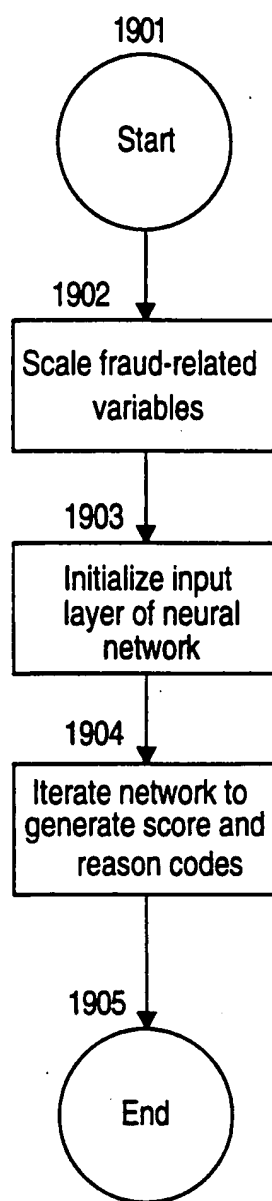 1901
Start
1902
Scale fraud-related
variables
1903
Initialize input
layer of neural
network
1904
Iterate network to
generate score and
reason codes
1905
End